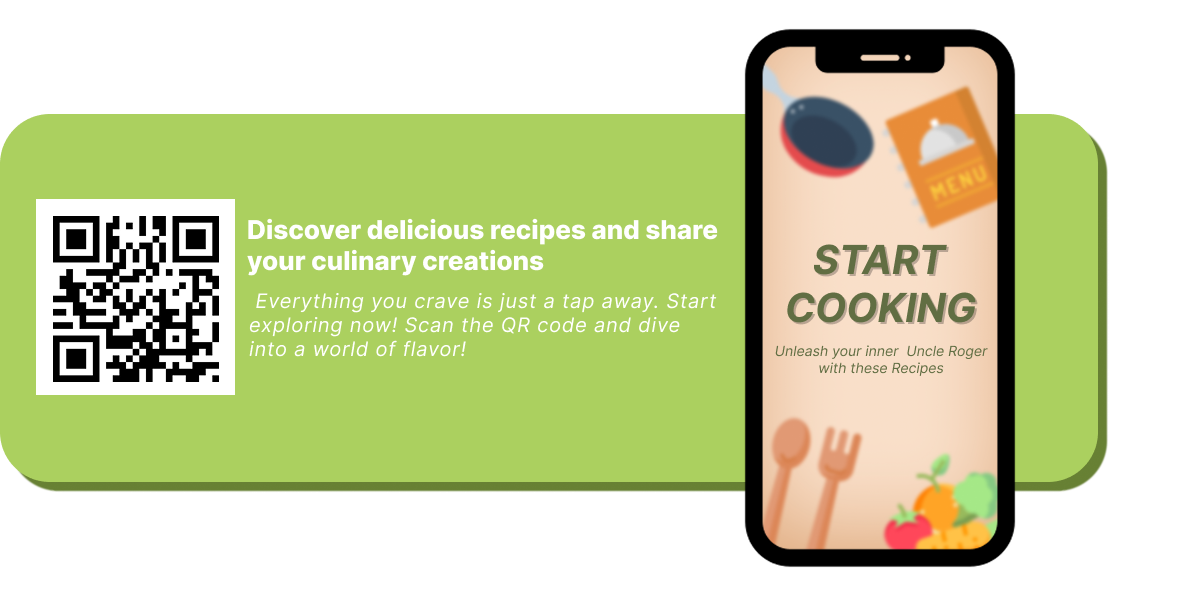 Discover delicious recipes and share
your culinary creations
Everything you crave is just a tap away. Start
exploring now! Scan the QR code and dive
into a world of flavor!
MENU
START
COOKING
Unleash your inner Uncle Roger
with these Recipes